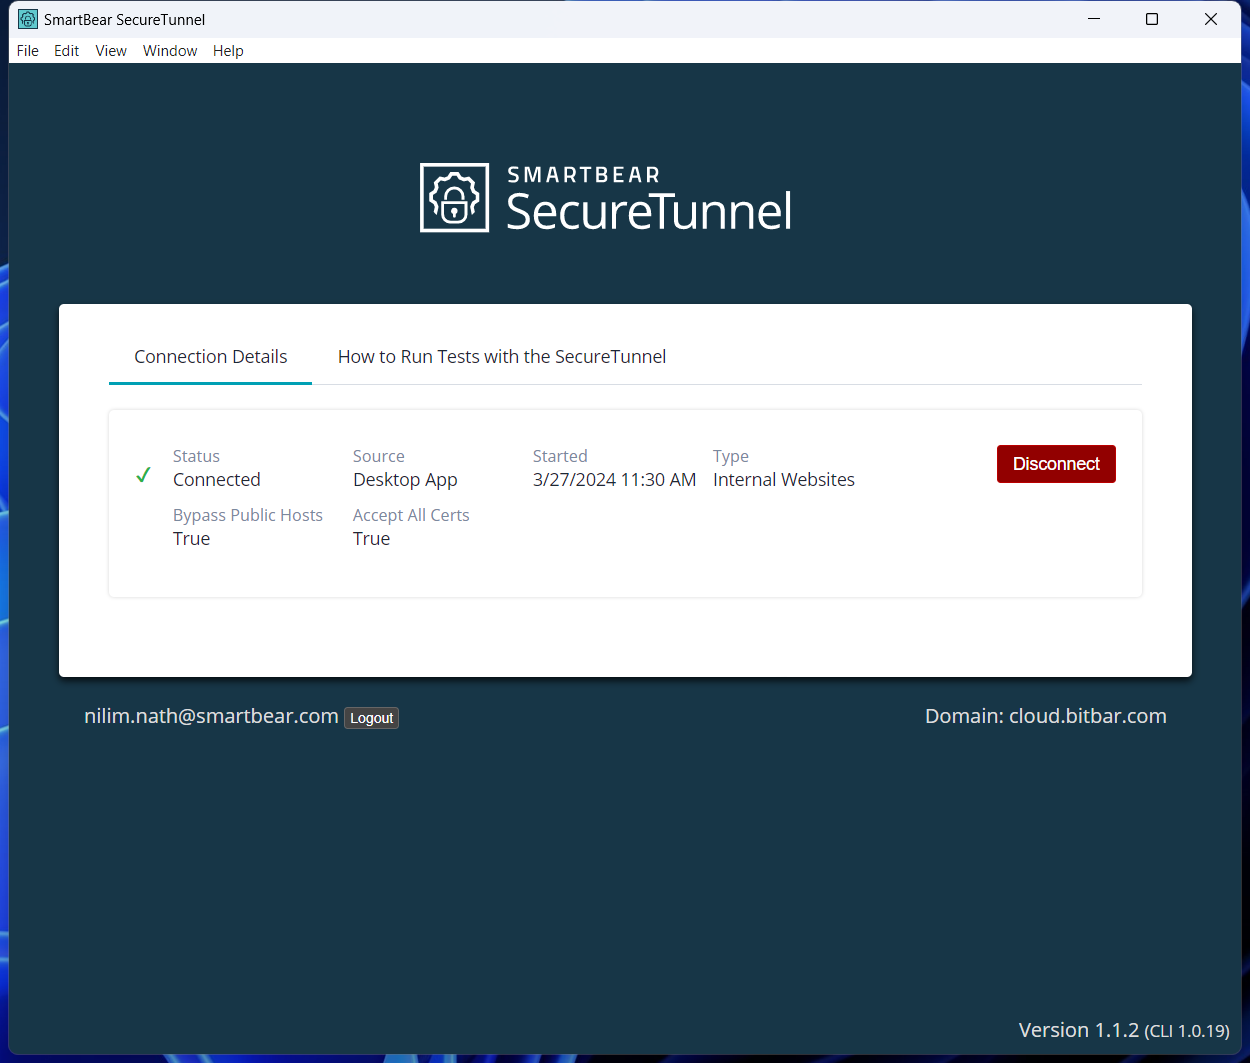 SmartBear SecureTunnel
File Edit View Window Help
SMARTBEAR
SecureTunnel
Connection Details How to Run Tests with the SecureTunnel
Status Source Started Type
Connected Desktop App 3/27/2024 11:30 AM Internal Websites
Disconnect
Bypass Public Hosts Accept All Certs
True True
nilim.nath@smartbear.com Logout Domain: cloud.bitbar.com
Version 1.1.2 (CLI 1.0.19)